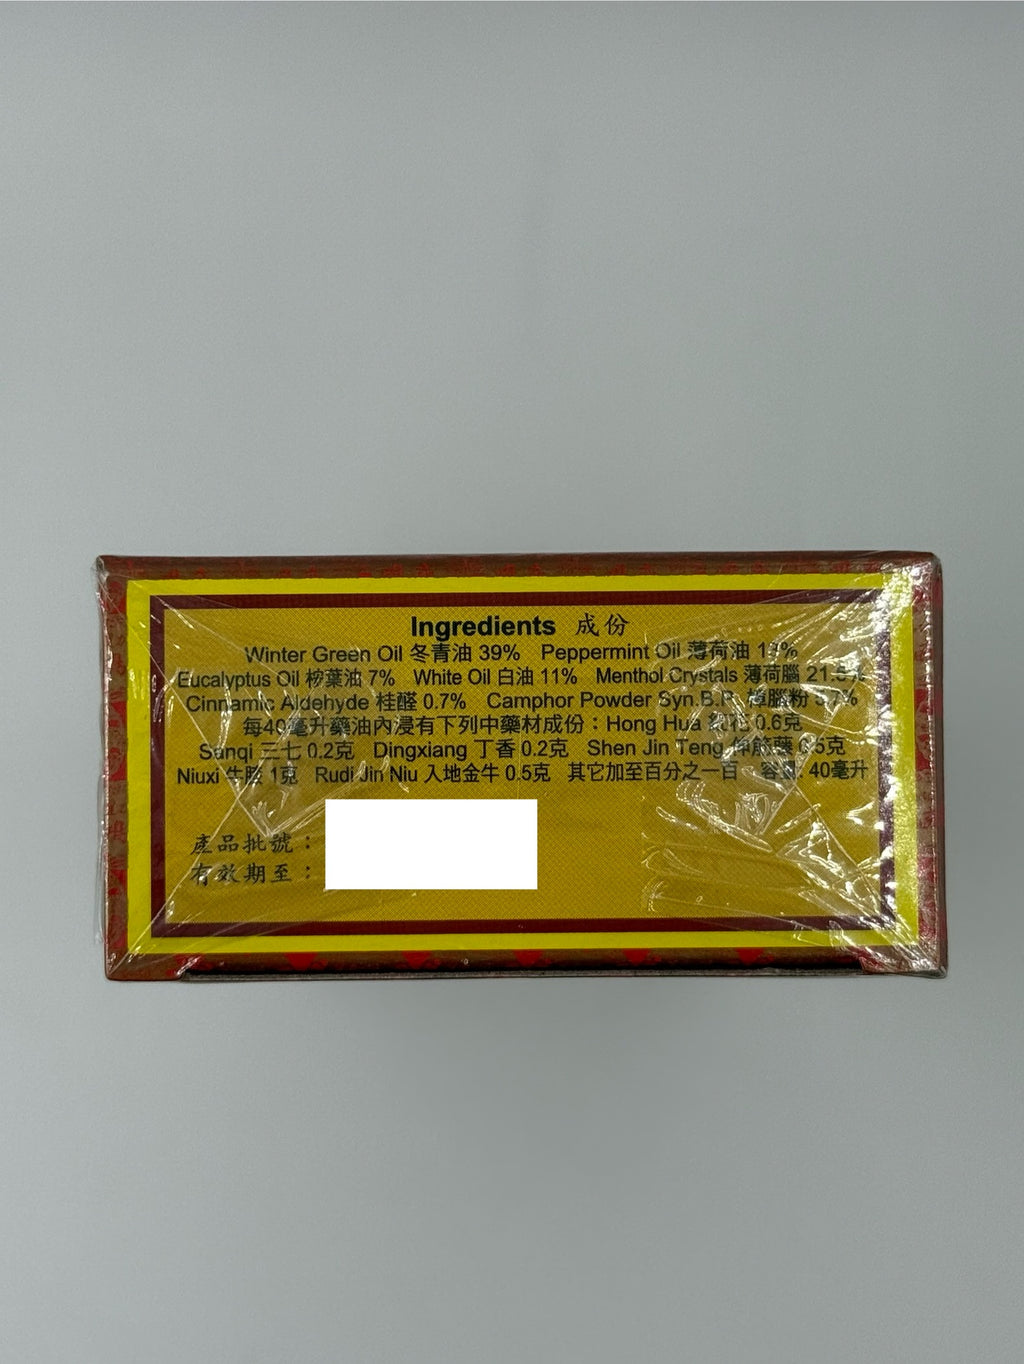 Ingredients 成份
Winter Green Oil 冬青油 39% Peppermint Oil 薄荷油
Eucalyptus Oil 桉葉油 7% White Oil 白油 11% Menthol Crystals 薄荷腦
Cinnamic Aldehyde 桂醛 0.7% Camphor Powder Syn.B.P. 樟腦粉
每40毫升藥油內浸有下列中藥材成份：Hong Hua 紅花 0.6克
Sanqi 三七 0.2克 Dingxiang 丁香 0.2克 Shen Jin Teng 伸筋藤
Niuxi 牛膝 1克 Rudi Jin Niu 入地金牛 0.5克 其它加至百分之一百 容量: 40毫升
產品批號：
有效期至：